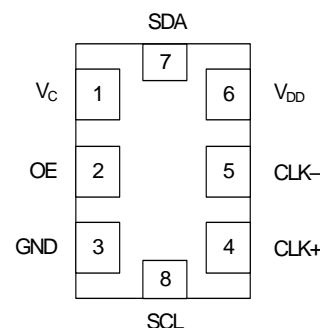 SDA
7
V_C 1 6 V_DD
OE 2 5 CLK–
GND 3 4 CLK+
8
SCL